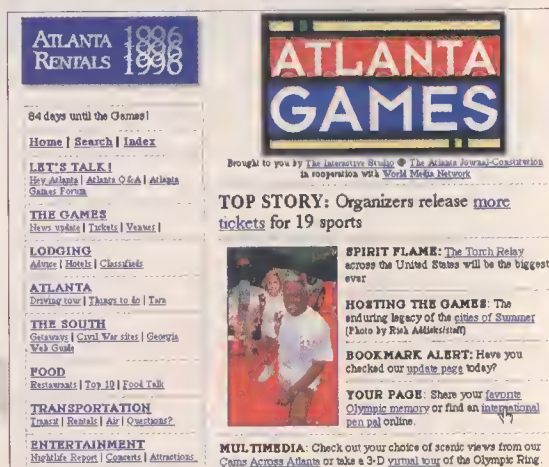 ATLANTA
RENTALS
1996
84 days until the Games!
Home | Search | Index
LET'S TALK!
Hey Atlanta | Atlanta Q&A | Atlanta
Games Forum
THE GAMES
News update | Tickets | Venues |
LODGING
Advice | Hotels | Classifieds
ATLANTA
Driving tour | Things to do | Tara
THE SOUTH
Getaways | Civil War sites | Georgia
Web Guide
FOOD
Restaurants | Top 10 | Food Talk
TRANSPORTATION
Transit | Rentals | Air | Questions?
ENTERTAINMENT
Nightlife Report | Concerts | Attractions
ATLANTA
GAMES
Brought to you by The Interactive Studio @ The Atlanta Journal-Constitution
in cooperation with World Media Network
TOP STORY: Organizers release more
tickets for 19 sports
SPIRIT FLAME: The Torch Relay
across the United States will be the biggest
ever
HOSTING THE GAMES: The
enduring legacy of the cities of Summer
(Photo by Rich Addicks/staff)
BOOKMARK ALERT: Have you
checked our update page today?
YOUR PAGE: Share your favorite
Olympic memory or find an international
pen pal online.
MULTIMEDIA: Check out your choice of scenic views from our
Cams Across Atlanta or take a 3-D virtual tour of the Olympic Ring.